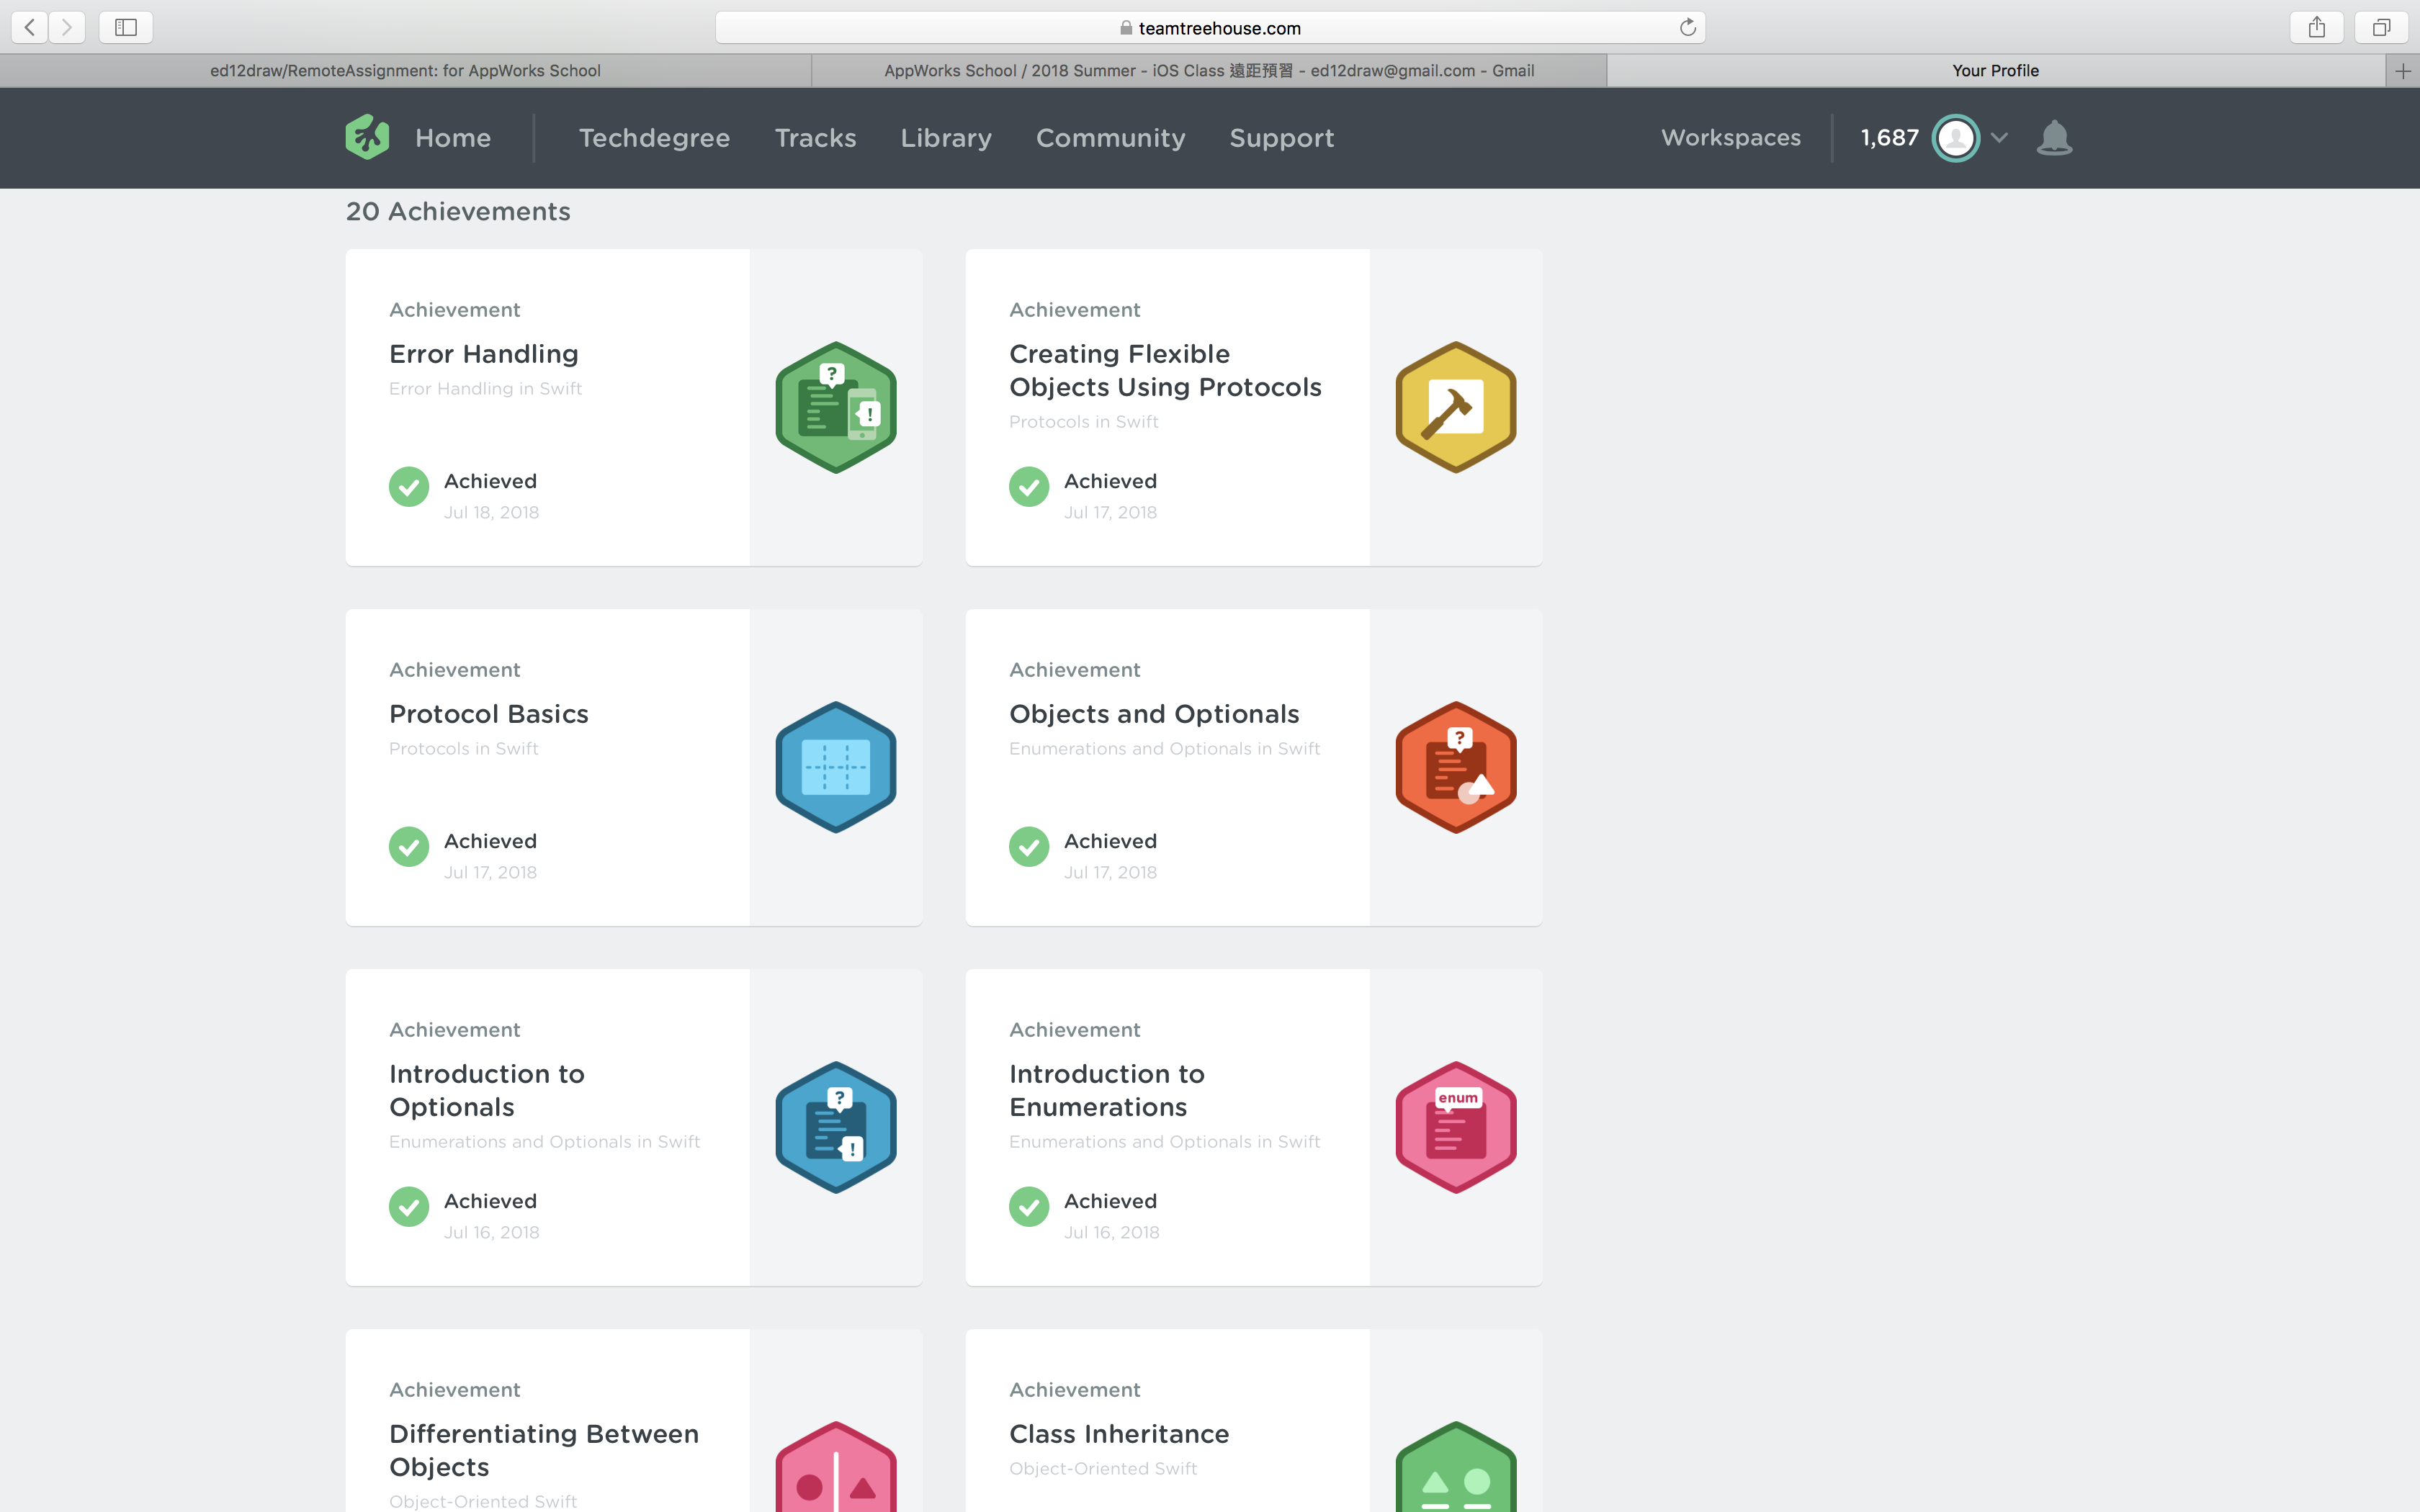 teamtreehouse.com
ed12draw/RemoteAssignment: for AppWorks School
AppWorks School / 2018 Summer - iOS Class 遠距預習 - ed12draw@gmail.com - Gmail
Your Profile
Home
Techdegree
Tracks
Library
Community
Support
Workspaces
1,687
20 Achievements
Achievement
Error Handling
Error Handling in Swift
?
!
Achieved
Jul 18, 2018
Achievement
Creating Flexible
Objects Using Protocols
Protocols in Swift
Achieved
Jul 17, 2018
Achievement
Protocol Basics
Protocols in Swift
Achieved
Jul 17, 2018
Achievement
Objects and Optionals
Enumerations and Optionals in Swift
?
Achieved
Jul 17, 2018
Achievement
Introduction to
Optionals
Enumerations and Optionals in Swift
?
!
Achieved
Jul 16, 2018
Achievement
Introduction to
Enumerations
Enumerations and Optionals in Swift
enum
Achieved
Jul 16, 2018
Achievement
Differentiating Between
Objects
Object-Oriented Swift
Achievement
Class Inheritance
Object-Oriented Swift